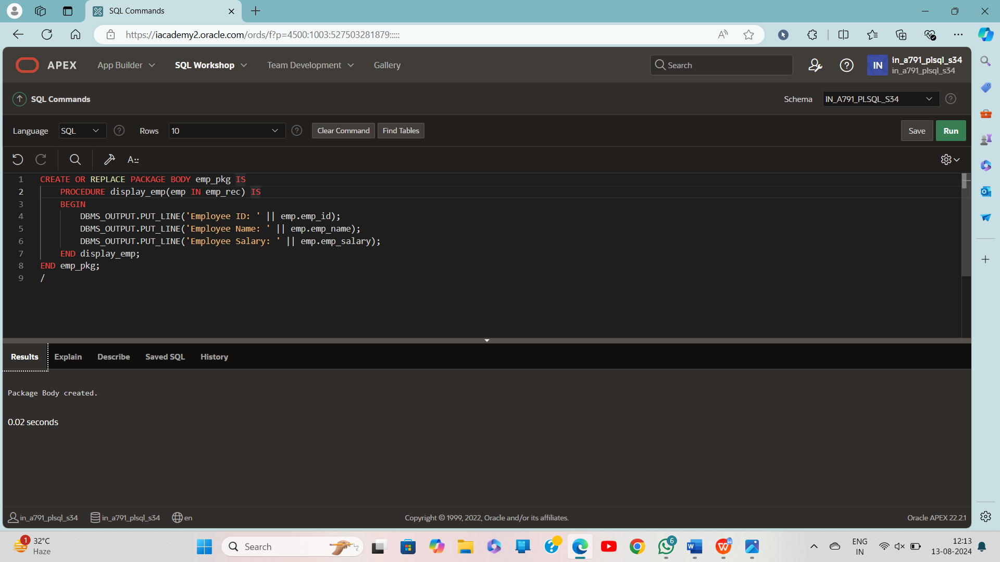 SQL Commands
https://iacademy2.oracle.com/ords/f?p=4500:1003:527503281879:::::
APEX
App Builder
SQL Workshop
Team Development
Gallery
Search
IN
in_a791_plsql_s34
in_a791_plsql_s34
SQL Commands
Schema
IN_A791_PLSQL_S34
Language
SQL
Rows
10
Clear Command
Find Tables
Save
Run
1 CREATE OR REPLACE PACKAGE BODY emp_pkg IS
2 PROCEDURE display_emp(emp IN emp_rec) IS
3 BEGIN
4 DBMS_OUTPUT.PUT_LINE('Employee ID: ' || emp.emp_id);
5 DBMS_OUTPUT.PUT_LINE('Employee Name: ' || emp.emp_name);
6 DBMS_OUTPUT.PUT_LINE('Employee Salary: ' || emp.emp_salary);
7 END display_emp;
8 END emp_pkg;
9 /
Results
Explain
Describe
Saved SQL
History
Package Body created.
0.02 seconds
in_a791_plsql_s34
in_a791_plsql_s34
en
Copyright © 1999, 2022, Oracle and/or its affiliates.
Oracle APEX 22.2.1
1
32°C
Haze
Search
6
ENG
IN
12:13
13-08-2024